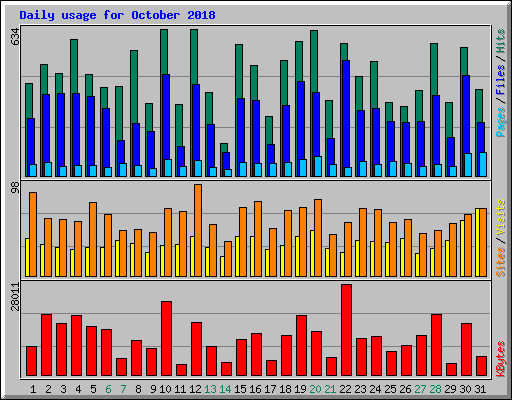 Daily usage for October 2018
634
Pages / Files / Hits
98
Sites / Visits
28011
KBytes
1 2 3 4 5 6 7 8 9 10 11 12 13 14 15 16 17 18 19 20 21 22 23 24 25 26 27 28 29 30 31